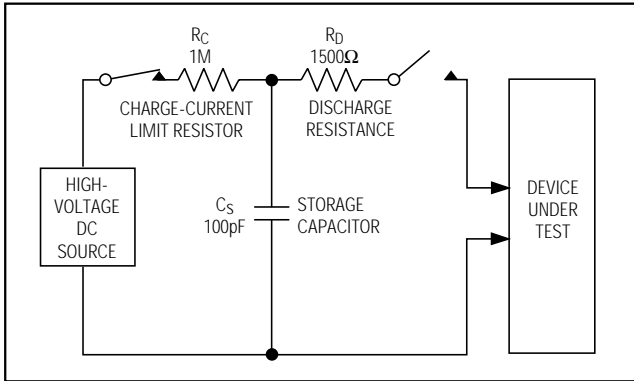 RC
1M
CHARGE-CURRENT
LIMIT RESISTOR
RD
1500Ω
DISCHARGE
RESISTANCE
HIGH-
VOLTAGE
DC
SOURCE
CS
100pF
STORAGE
CAPACITOR
DEVICE
UNDER
TEST